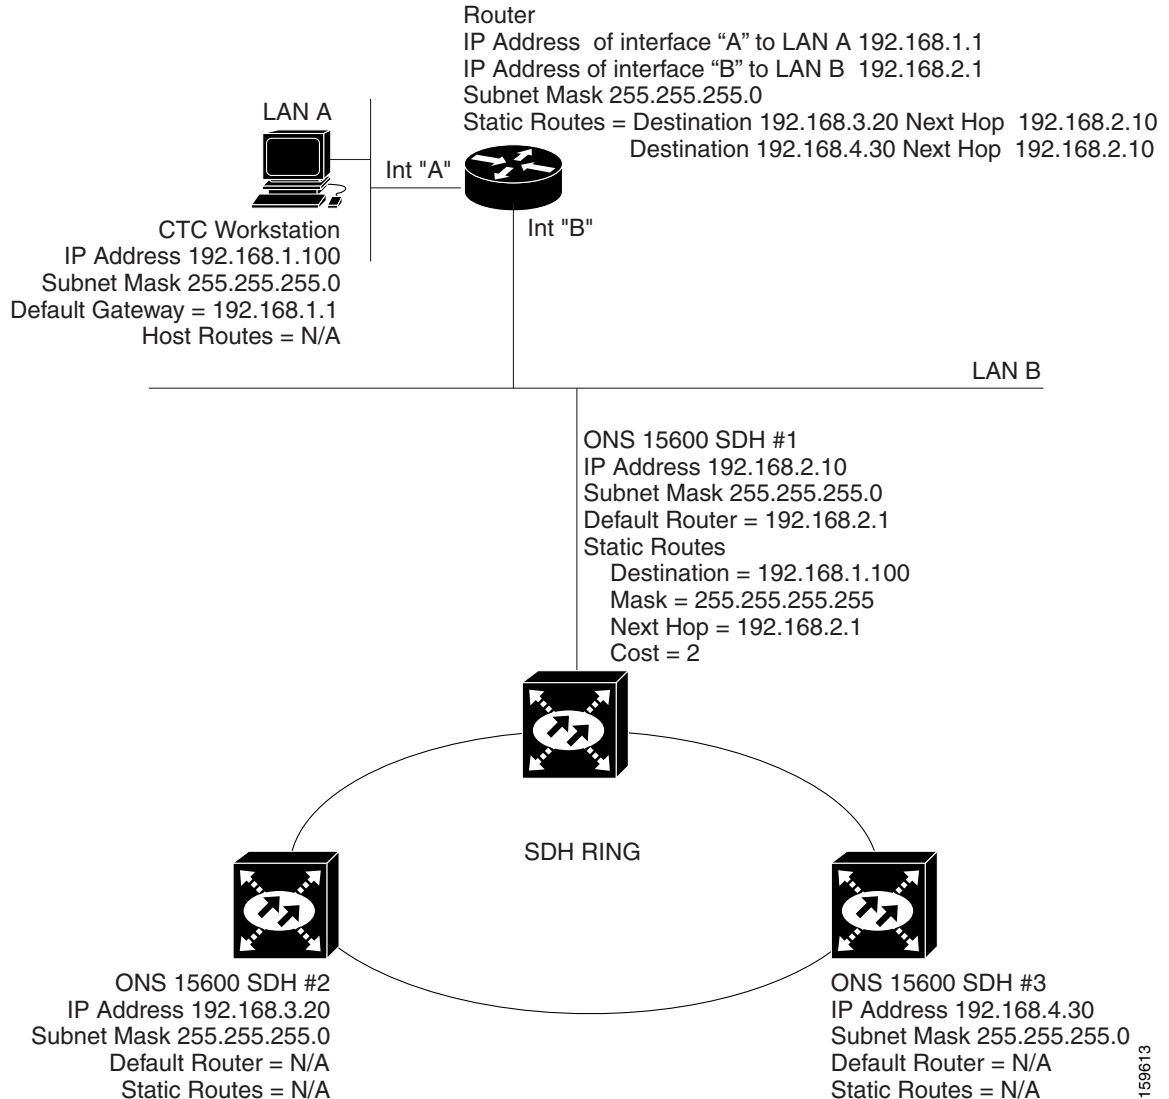 Router
IP Address of interface “A” to LAN A 192.168.1.1
IP Address of interface “B” to LAN B 192.168.2.1
Subnet Mask 255.255.255.0
Static Routes = Destination 192.168.3.20 Next Hop 192.168.2.10
Destination 192.168.4.30 Next Hop 192.168.2.10
LAN A
Int "A"
Int "B"
CTC Workstation
IP Address 192.168.1.100
Subnet Mask 255.255.255.0
Default Gateway = 192.168.1.1
Host Routes = N/A
LAN B
ONS 15600 SDH #1
IP Address 192.168.2.10
Subnet Mask 255.255.255.0
Default Router = 192.168.2.1
Static Routes
Destination = 192.168.1.100
Mask = 255.255.255.255
Next Hop = 192.168.2.1
Cost = 2
SDH RING
ONS 15600 SDH #2
IP Address 192.168.3.20
Subnet Mask 255.255.255.0
Default Router = N/A
Static Routes = N/A
ONS 15600 SDH #3
IP Address 192.168.4.30
Subnet Mask 255.255.255.0
Default Router = N/A
Static Routes = N/A
159613